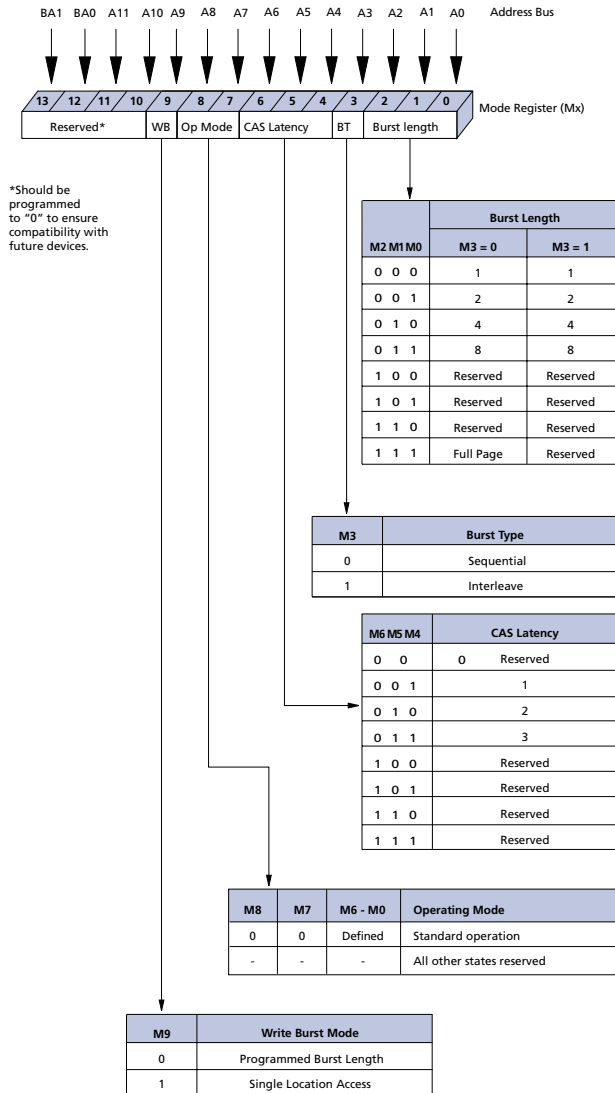 BA1 BA0 A11 A10 A9 A8 A7 A6 A5 A4 A3 A2 A1 A0 Address Bus
13 12 11 10 9 8 7 6 5 4 3 2 1 0
Mode Register (Mx)
Reserved* WB Op Mode CAS Latency BT Burst length
*Should be
programmed
to “0” to ensure
compatibility with
future devices.
Burst Length
M2 M1 M0 M3 = 0 M3 = 1
0 0 0 1 1
0 0 1 2 2
0 1 0 4 4
0 1 1 8 8
1 0 0 Reserved Reserved
1 0 1 Reserved Reserved
1 1 0 Reserved Reserved
1 1 1 Full Page Reserved
M3 Burst Type
0 Sequential
1 Interleave
M6 M5 M4 CAS Latency
0 0 0 Reserved
0 0 1 1
0 1 0 2
0 1 1 3
1 0 0 Reserved
1 0 1 Reserved
1 1 0 Reserved
1 1 1 Reserved
M8 M7 M6 - M0 Operating Mode
0 0 Defined Standard operation
- - - All other states reserved
M9 Write Burst Mode
0 Programmed Burst Length
1 Single Location Access